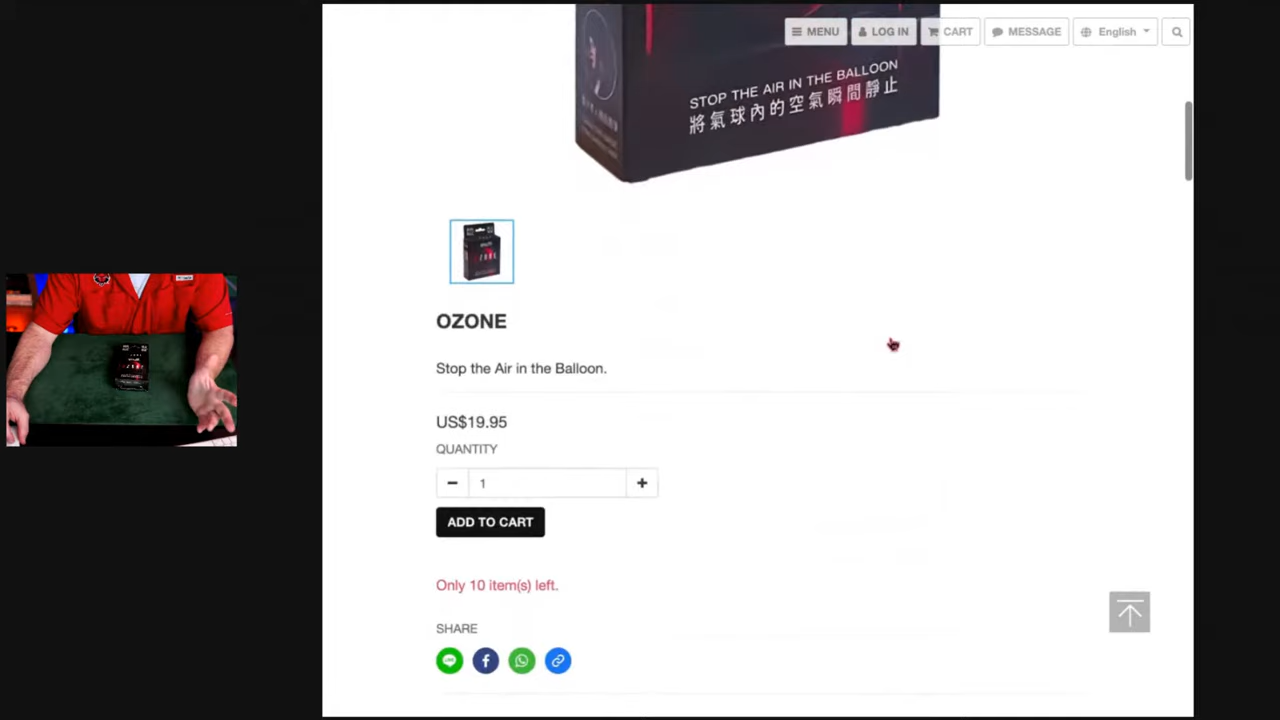 MENU
LOG IN
CART
MESSAGE
English
STOP THE AIR IN THE BALLOON
將氣球內的空氣瞬間靜止
OZONE
Stop the Air in the Balloon.
US$19.95
QUANTITY
1
ADD TO CART
Only 10 item(s) left.
SHARE